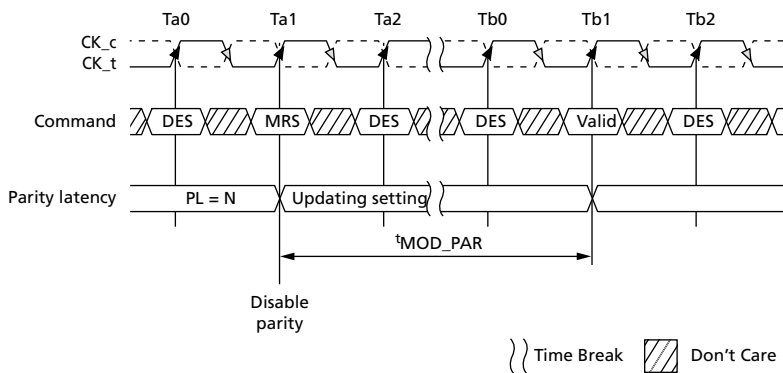 Ta0 Ta1 Ta2 Tb0 Tb1 Tb2
CK_c
CK_t
Command DES MRS DES DES Valid DES
Parity latency PL = N Updating setting
tMOD_PAR
Disable
parity
Time Break Don't Care